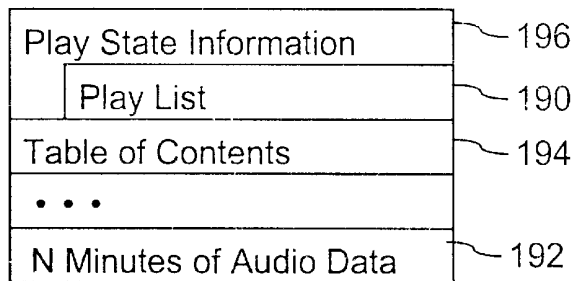 Play State Information 196
Play List 190
Table of Contents 194
• • •
N Minutes of Audio Data 192